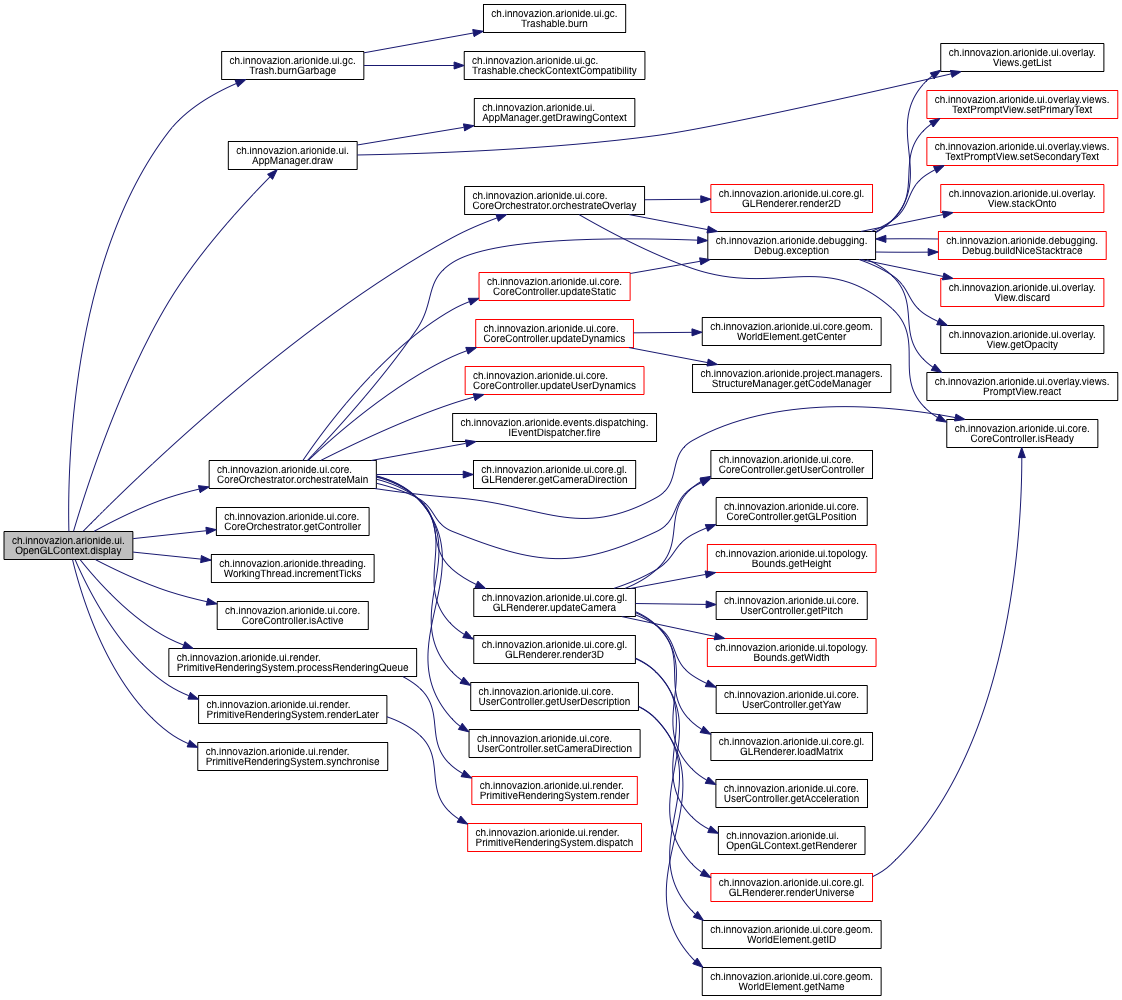 ch.innovazion.arionide.ui.
OpenGLContext.display
ch.innovazion.arionide.ui.gc.
Trash.burnGarbage
ch.innovazion.arionide.ui.
AppManager.draw
ch.innovazion.arionide.ui.core.
CoreOrchestrator.orchestrateMain
ch.innovazion.arionide.ui.core.
CoreOrchestrator.getController
ch.innovazion.arionide.threading.
WorkingThread.incrementTicks
ch.innovazion.arionide.ui.core.
CoreController.isActive
ch.innovazion.arionide.ui.render.
PrimitiveRenderingSystem.processRenderingQueue
ch.innovazion.arionide.ui.render.
PrimitiveRenderingSystem.renderLater
ch.innovazion.arionide.ui.render.
PrimitiveRenderingSystem.synchronise
ch.innovazion.arionide.ui.gc.
Trashable.burn
ch.innovazion.arionide.ui.gc.
Trashable.checkContextCompatibility
ch.innovazion.arionide.ui.
AppManager.getDrawingContext
ch.innovazion.arionide.ui.core.
CoreOrchestrator.orchestrateOverlay
ch.innovazion.arionide.ui.core.
CoreController.updateStatic
ch.innovazion.arionide.ui.core.
CoreController.updateDynamics
ch.innovazion.arionide.ui.core.
CoreController.updateUserDynamics
ch.innovazion.arionide.events.dispatching.
IEventDispatcher.fire
ch.innovazion.arionide.ui.core.gl.
GLRenderer.getCameraDirection
ch.innovazion.arionide.ui.core.gl.
GLRenderer.updateCamera
ch.innovazion.arionide.ui.core.gl.
GLRenderer.render3D
ch.innovazion.arionide.ui.core.
UserController.getUserDescription
ch.innovazion.arionide.ui.core.
UserController.setCameraDirection
ch.innovazion.arionide.ui.render.
PrimitiveRenderingSystem.render
ch.innovazion.arionide.ui.render.
PrimitiveRenderingSystem.dispatch
ch.innovazion.arionide.ui.core.gl.
GLRenderer.render2D
ch.innovazion.arionide.debugging.
Debug.exception
ch.innovazion.arionide.ui.core.geom.
WorldElement.getCenter
ch.innovazion.arionide.project.managers.
StructureManager.getCodeManager
ch.innovazion.arionide.ui.core.
CoreController.getUserController
ch.innovazion.arionide.ui.core.
CoreController.getGLPosition
ch.innovazion.arionide.ui.topology.
Bounds.getHeight
ch.innovazion.arionide.ui.core.
UserController.getPitch
ch.innovazion.arionide.ui.topology.
Bounds.getWidth
ch.innovazion.arionide.ui.core.
UserController.getYaw
ch.innovazion.arionide.ui.core.gl.
GLRenderer.loadMatrix
ch.innovazion.arionide.ui.core.
UserController.getAcceleration
ch.innovazion.arionide.ui.
OpenGLContext.getRenderer
ch.innovazion.arionide.ui.core.gl.
GLRenderer.renderUniverse
ch.innovazion.arionide.ui.core.geom.
WorldElement.getID
ch.innovazion.arionide.ui.core.geom.
WorldElement.getName
ch.innovazion.arionide.ui.overlay.
Views.getList
ch.innovazion.arionide.ui.overlay.views.
TextPromptView.setPrimaryText
ch.innovazion.arionide.ui.overlay.views.
TextPromptView.setSecondaryText
ch.innovazion.arionide.ui.overlay.
View.stackOnto
ch.innovazion.arionide.debugging.
Debug.buildNiceStacktrace
ch.innovazion.arionide.ui.overlay.
View.discard
ch.innovazion.arionide.ui.overlay.
View.getOpacity
ch.innovazion.arionide.ui.overlay.views.
PromptView.react
ch.innovazion.arionide.ui.core.
CoreController.isReady